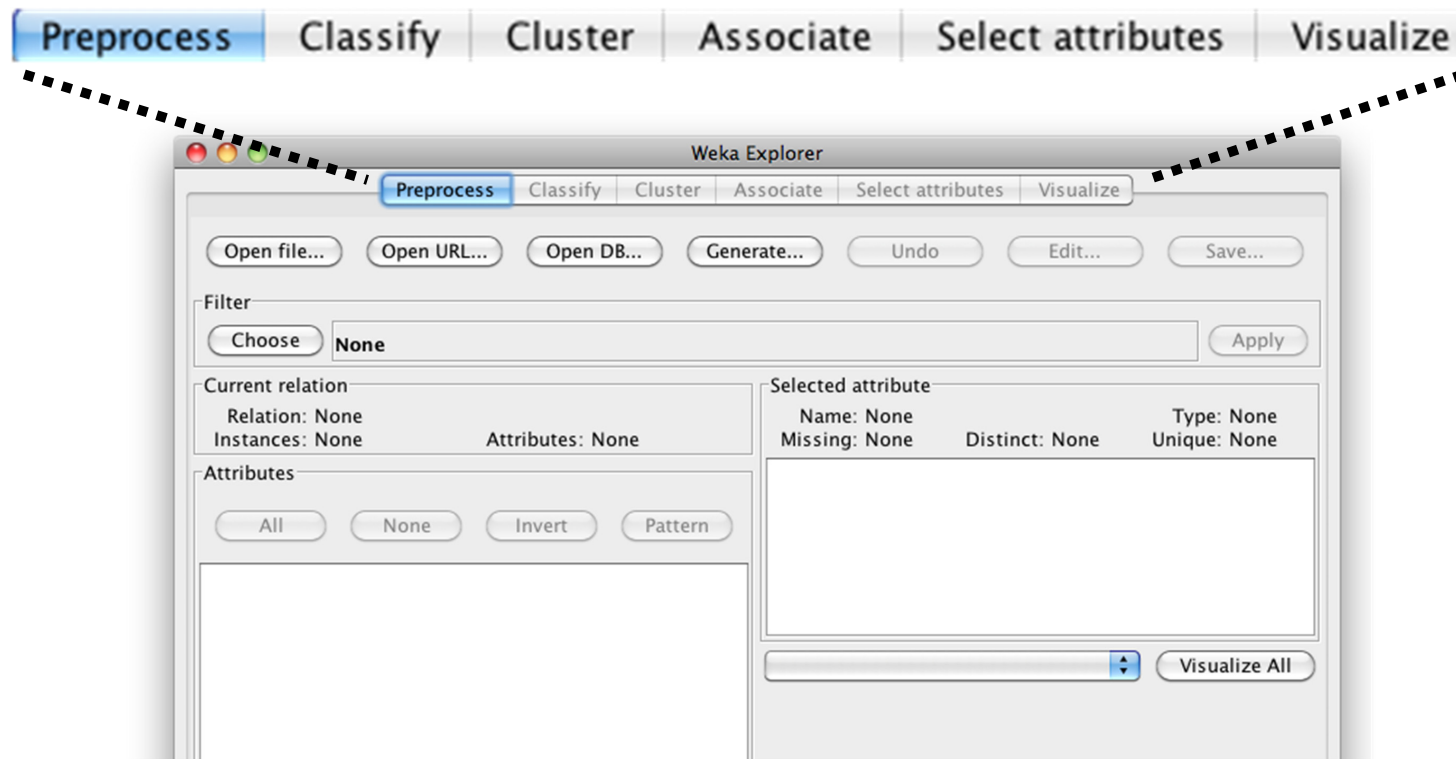 Preprocess Classify Cluster Associate Select attributes Visualize
Weka Explorer
Preprocess Classify Cluster Associate Select attributes Visualize
Open file... Open URL... Open DB... Generate... Undo Edit... Save...
Filter
Choose None Apply
Current relation
Relation: None
Instances: None Attributes: None
Selected attribute
Name: None Type: None
Missing: None Distinct: None Unique: None
Attributes
All None Invert Pattern
Visualize All